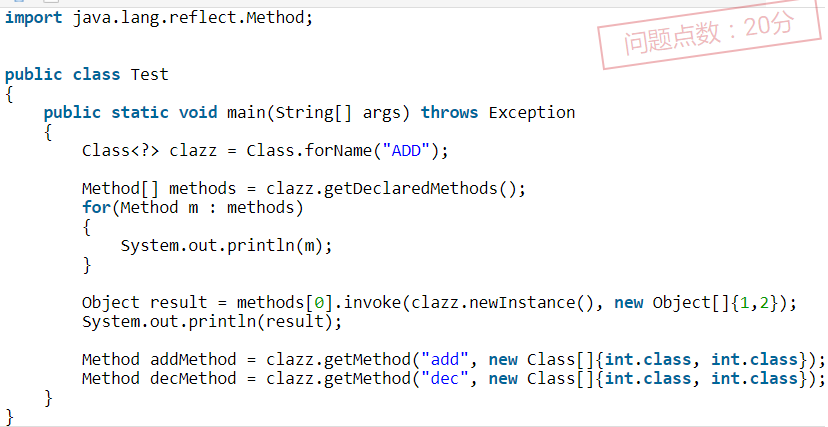 import java.lang.reflect.Method;
问题点数：20分
public class Test
{
    public static void main(String[] args) throws Exception
    {
        Class<?> clazz = Class.forName("ADD");
        Method[] methods = clazz.getDeclaredMethods();
        for(Method m : methods)
        {
            System.out.println(m);
        }
        Object result = methods[0].invoke(clazz.newInstance(), new Object[]{1,2});
        System.out.println(result);
        Method addMethod = clazz.getMethod("add", new Class[]{int.class, int.class});
        Method decMethod = clazz.getMethod("dec", new Class[]{int.class, int.class});
    }
}